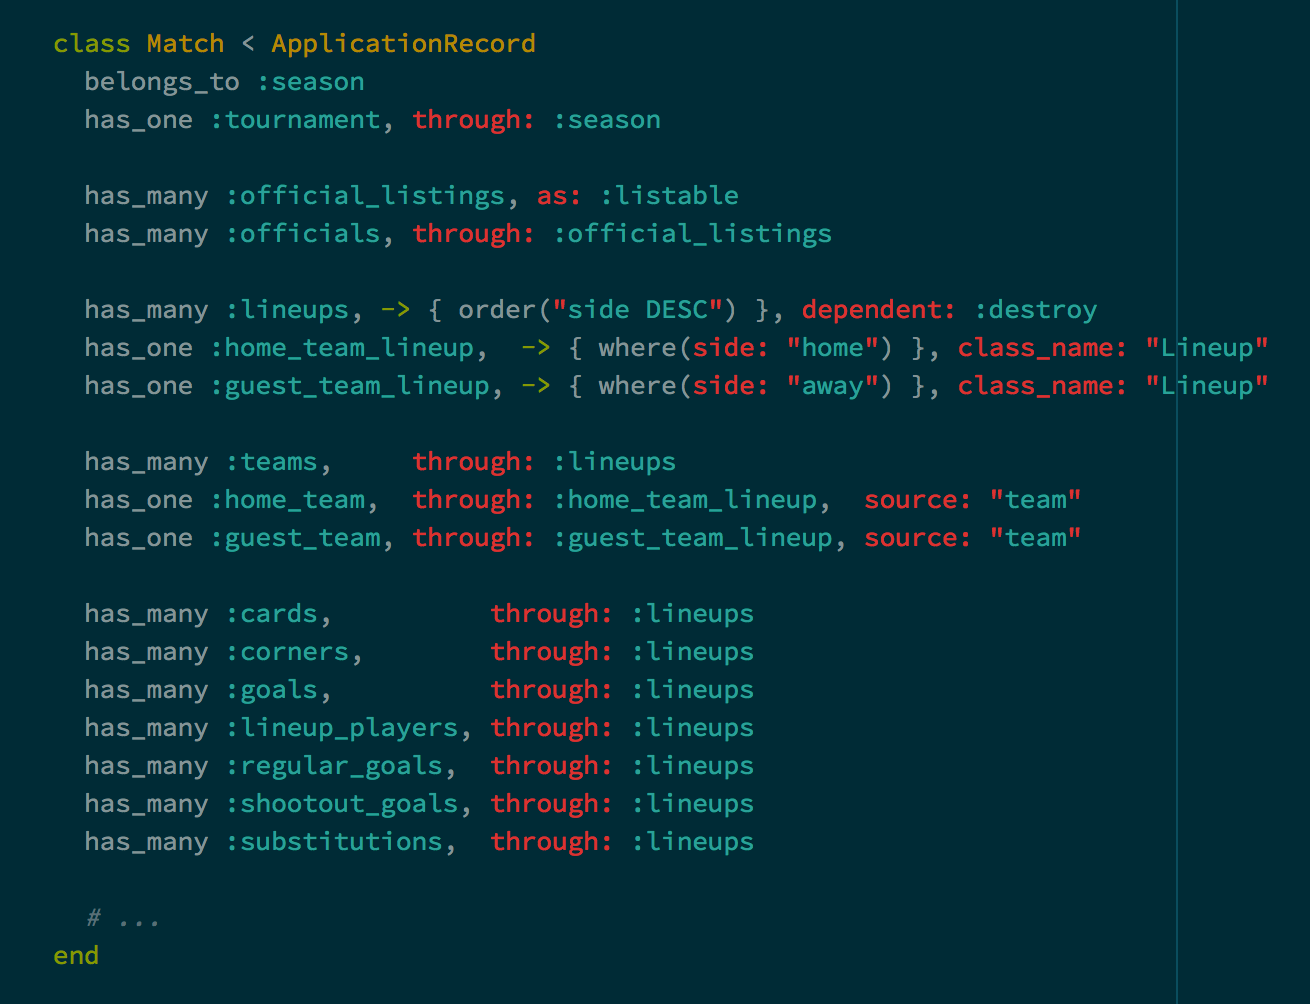 class Match < ApplicationRecord
  belongs_to :season
  has_one :tournament, through: :season

  has_many :official_listings, as: :listable
  has_many :officials, through: :official_listings

  has_many :lineups, -> { order("side DESC") }, dependent: :destroy
  has_one :home_team_lineup,  -> { where(side: "home") }, class_name: "Lineup"
  has_one :guest_team_lineup, -> { where(side: "away") }, class_name: "Lineup"

  has_many :teams,     through: :lineups
  has_one :home_team,  through: :home_team_lineup,  source: "team"
  has_one :guest_team, through: :guest_team_lineup, source: "team"

  has_many :cards,          through: :lineups
  has_many :corners,        through: :lineups
  has_many :goals,          through: :lineups
  has_many :lineup_players, through: :lineups
  has_many :regular_goals,  through: :lineups
  has_many :shootout_goals, through: :lineups
  has_many :substitutions,  through: :lineups

  # ...
end